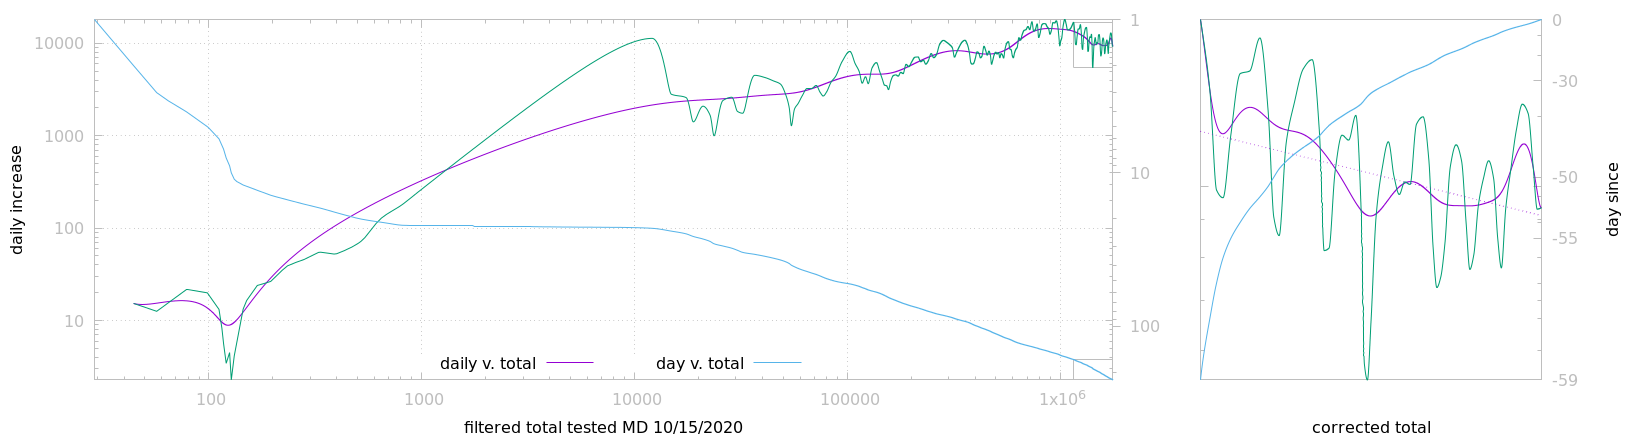 10000
1000
100
10
daily increase
daily v. total
day v. total
100
1000
10000
100000
1x10⁶
filtered total tested MD 10/15/2020
1
10
100
0
-30
-50
-55
-59
day since
corrected total